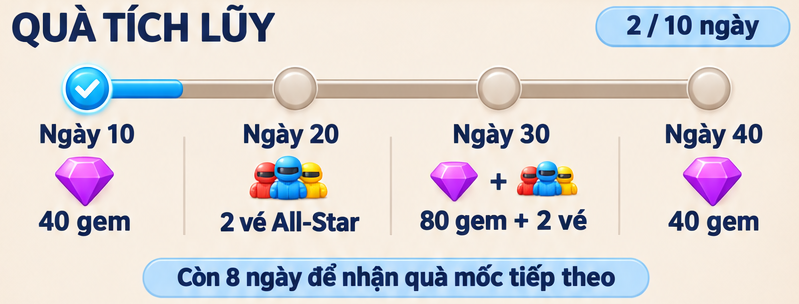 QUÀ TÍCH LŨY
2 / 10 ngày
Ngày 10
Ngày 20
Ngày 30
Ngày 40
+
40 gem
2 vé All-Star
80 gem + 2 vé
40 gem
Còn 8 ngày để nhận quà mốc tiếp theo